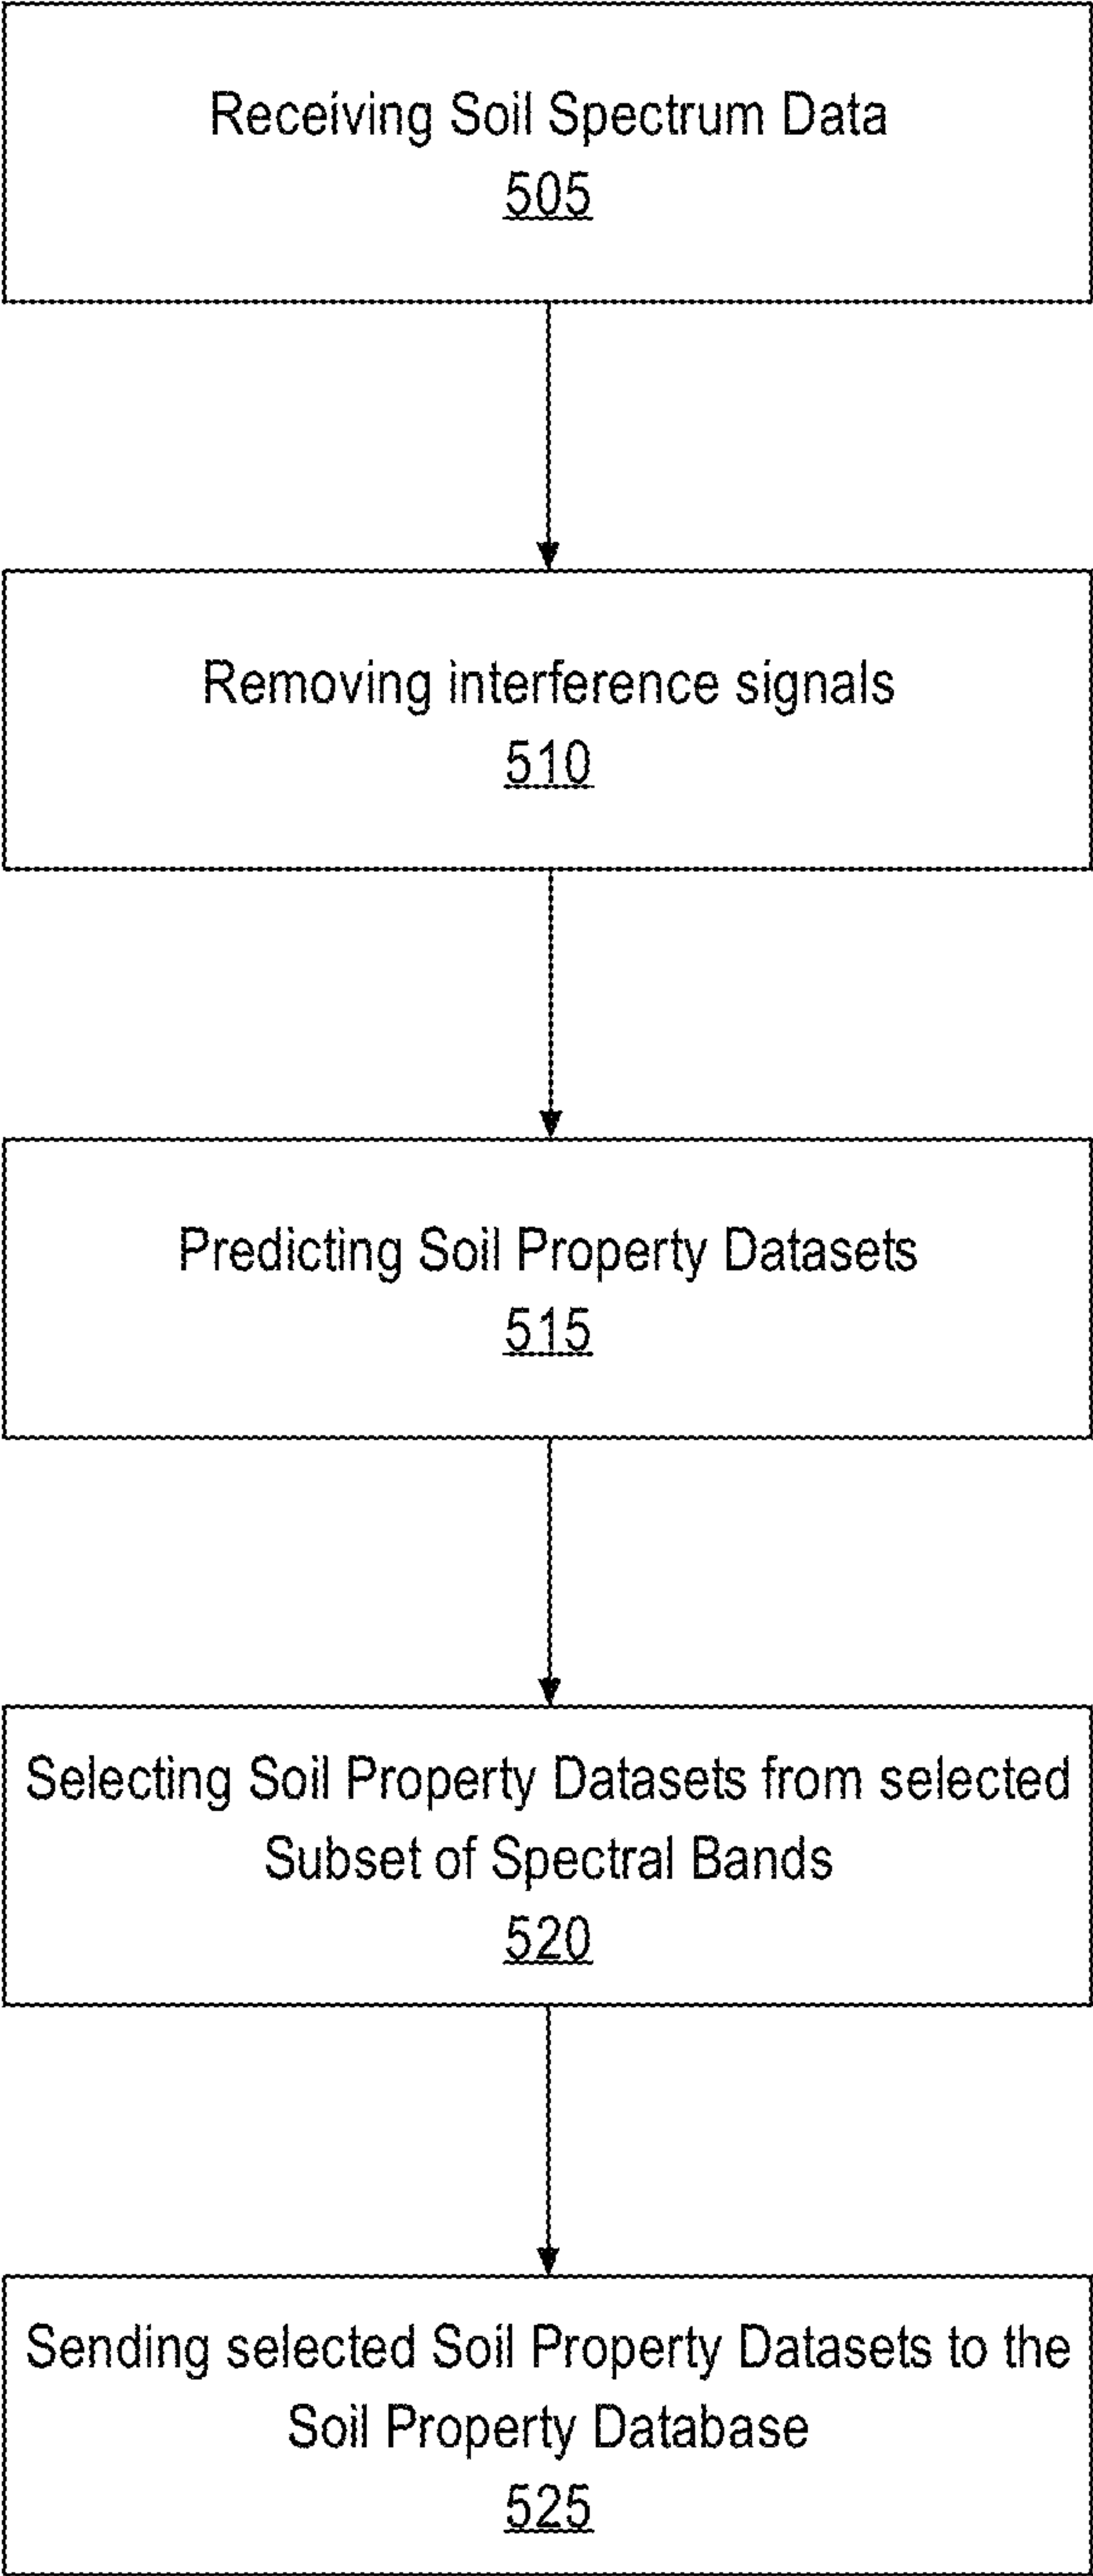 Receiving Soil Spectrum Data
505
Removing interference signals
510
Predicting Soil Property Datasets
515
Selecting Soil Property Datasets from selected
Subset of Spectral Bands
520
Sending selected Soil Property Datasets to the
Soil Property Database
525